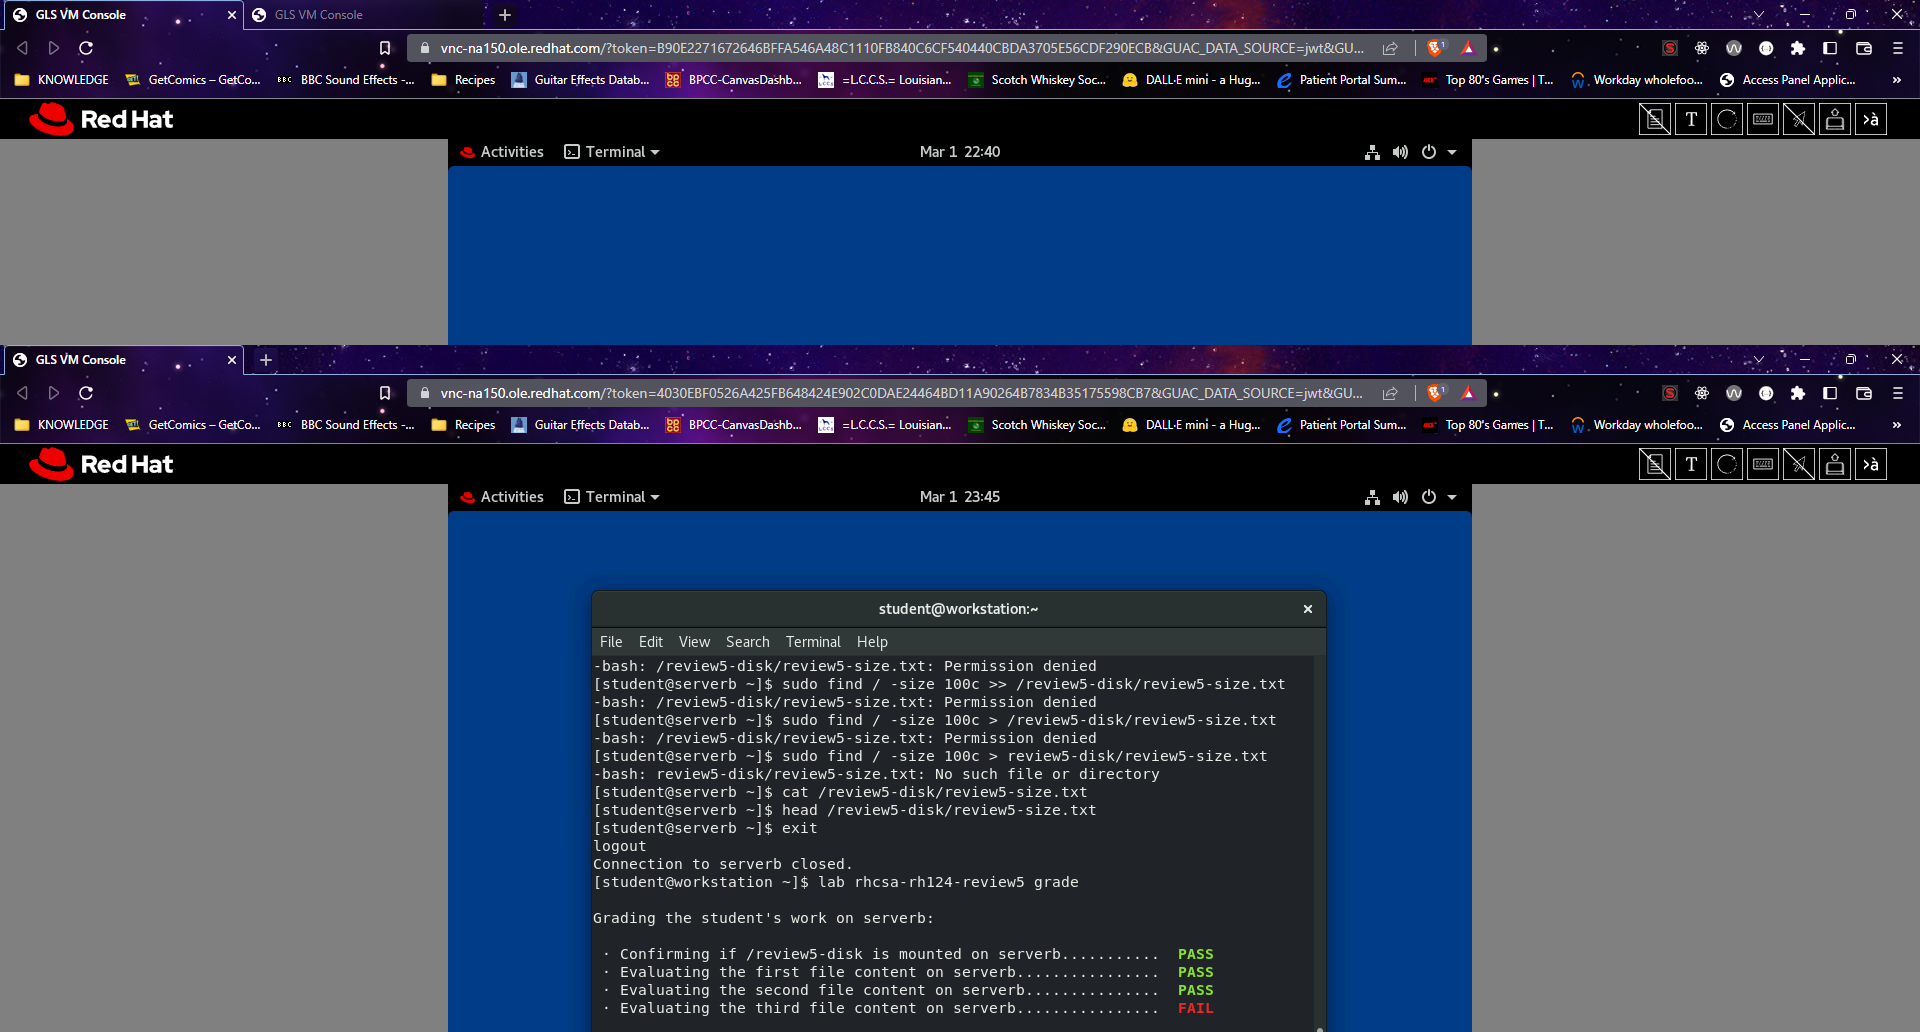 GLS VM Console
GLS VM Console
vnc-na150.ole.redhat.com/?token=B90E2271672646BFFA546A48C1110FB840C6CF540440CBDA3705E56CDF290ECB&GUAC_DATA_SOURCE=jwt&GU...
KNOWLEDGE GetComics – GetCo... BBC BBC Sound Effects -... Recipes Guitar Effects Datab... BPCC-CanvasDashb... =L.C.C.S.= Louisian... Scotch Whiskey Soc... DALL·E mini - a Hug... Patient Portal Sum... Top 80's Games | T... Workday wholefoo... Access Panel Applic... »
Red Hat
T
›à
Activities Terminal Mar 1 22:40
GLS VM Console
vnc-na150.ole.redhat.com/?token=4030EBF0526A425FB648424E902C0DAE24464BD11A90264B7834B35175598CB7&GUAC_DATA_SOURCE=jwt&GU...
KNOWLEDGE GetComics – GetCo... BBC BBC Sound Effects -... Recipes Guitar Effects Datab... BPCC-CanvasDashb... =L.C.C.S.= Louisian... Scotch Whiskey Soc... DALL·E mini - a Hug... Patient Portal Sum... Top 80's Games | T... Workday wholefoo... Access Panel Applic... »
Red Hat
T
›à
Activities Terminal Mar 1 23:45
student@workstation:~
File Edit View Search Terminal Help
-bash: /review5-disk/review5-size.txt: Permission denied
[student@serverb ~]$ sudo find / -size 100c >> /review5-disk/review5-size.txt
-bash: /review5-disk/review5-size.txt: Permission denied
[student@serverb ~]$ sudo find / -size 100c > /review5-disk/review5-size.txt
-bash: /review5-disk/review5-size.txt: Permission denied
[student@serverb ~]$ sudo find / -size 100c > review5-disk/review5-size.txt
-bash: review5-disk/review5-size.txt: No such file or directory
[student@serverb ~]$ cat /review5-disk/review5-size.txt
[student@serverb ~]$ head /review5-disk/review5-size.txt
[student@serverb ~]$ exit
logout
Connection to serverb closed.
[student@workstation ~]$ lab rhcsa-rh124-review5 grade
Grading the student's work on serverb:
· Confirming if /review5-disk is mounted on serverb........... PASS
· Evaluating the first file content on serverb................ PASS
· Evaluating the second file content on serverb............... PASS
· Evaluating the third file content on serverb................ FAIL